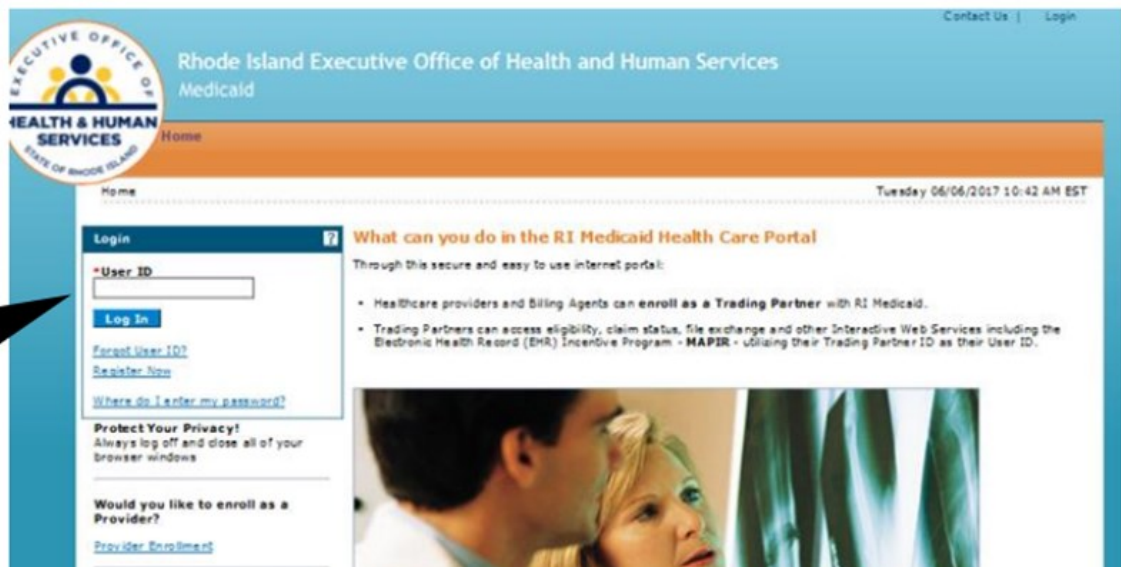 Contact Us | Login
EXECUTIVE OFFICE OF
HEALTH & HUMAN
SERVICES
STATE OF RHODE ISLAND
Rhode Island Executive Office of Health and Human Services
Medicaid
Home
Home
Tuesday 06/06/2017 10:42 AM EST
Login ?
*User ID
Log In
Forgot User ID?
Register Now
Where do I enter my password?
Protect Your Privacy!
Always log off and close all of your
browser windows
Would you like to enroll as a
Provider?
Provider Enrollment
What can you do in the RI Medicaid Health Care Portal
Through this secure and easy to use internet portal:
• Healthcare providers and Billing Agents can enroll as a Trading Partner with RI Medicaid.
• Trading Partners can access eligibility, claim status, file exchange and other Interactive Web Services including the
Electronic Health Record (EHR) Incentive Program - MAPIR - utilizing their Trading Partner ID as their User ID.